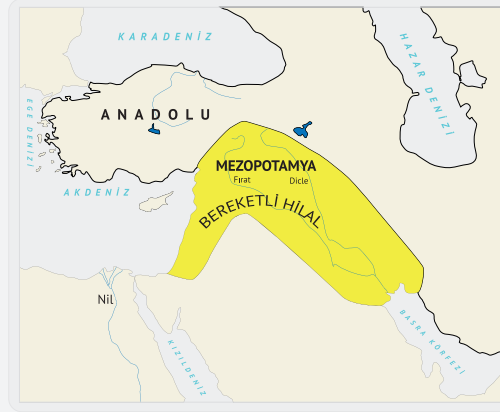 KARADENİZ
HAZAR DENİZİ
EGE DENİZİ
ANADOLU
MEZOPOTAMYA
Fırat
Dicle
AKDENİZ
BEREKETLİ HİLAL
Nil
BASRA KÖRFEZİ
KIZILDENİZ